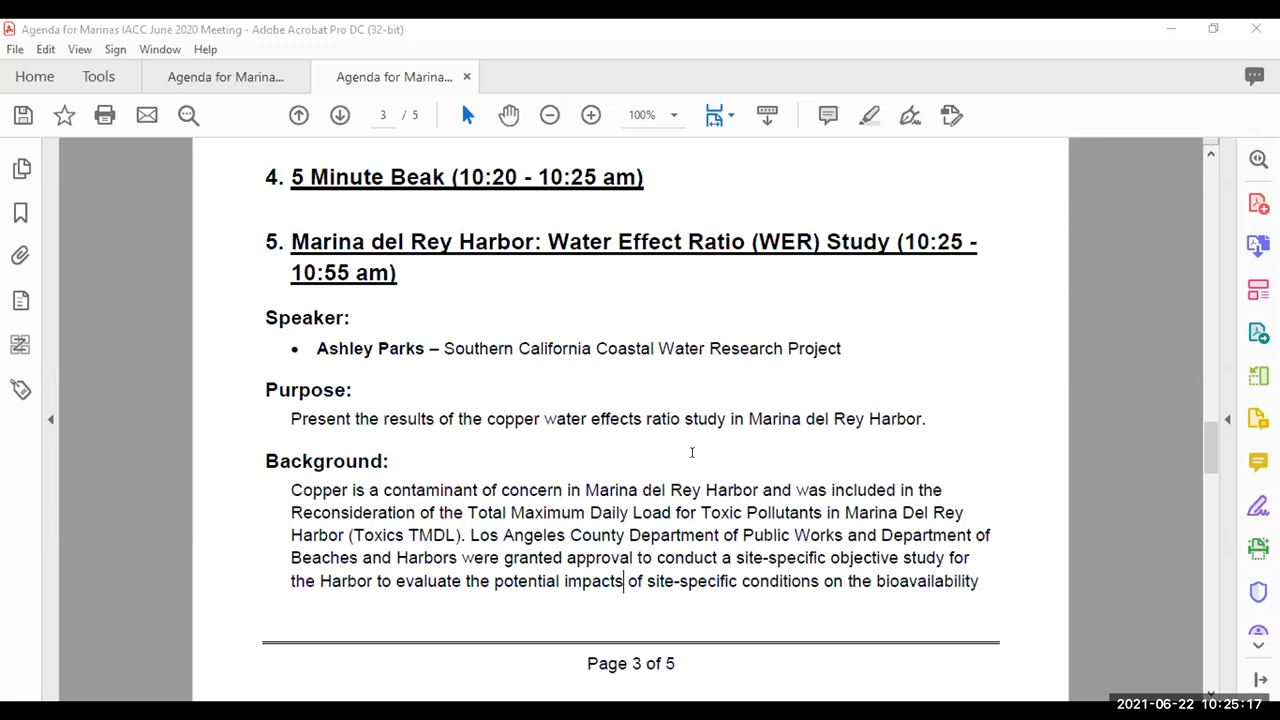 Agenda for Marinas IACC June 2020 Meeting - Adobe Acrobat Pro DC (32-bit)
File Edit View Sign Window Help
Home Tools Agenda for Marina... Agenda for Marina... ×
3 / 5 100%
4. 5 Minute Beak (10:20 - 10:25 am)
5. Marina del Rey Harbor: Water Effect Ratio (WER) Study (10:25 -
10:55 am)
Speaker:
• Ashley Parks – Southern California Coastal Water Research Project
Purpose:
Present the results of the copper water effects ratio study in Marina del Rey Harbor.
Background:
Copper is a contaminant of concern in Marina del Rey Harbor and was included in the
Reconsideration of the Total Maximum Daily Load for Toxic Pollutants in Marina Del Rey
Harbor (Toxics TMDL). Los Angeles County Department of Public Works and Department of
Beaches and Harbors were granted approval to conduct a site-specific objective study for
the Harbor to evaluate the potential impacts of site-specific conditions on the bioavailability
Page 3 of 5
2021-06-22 10:25:17